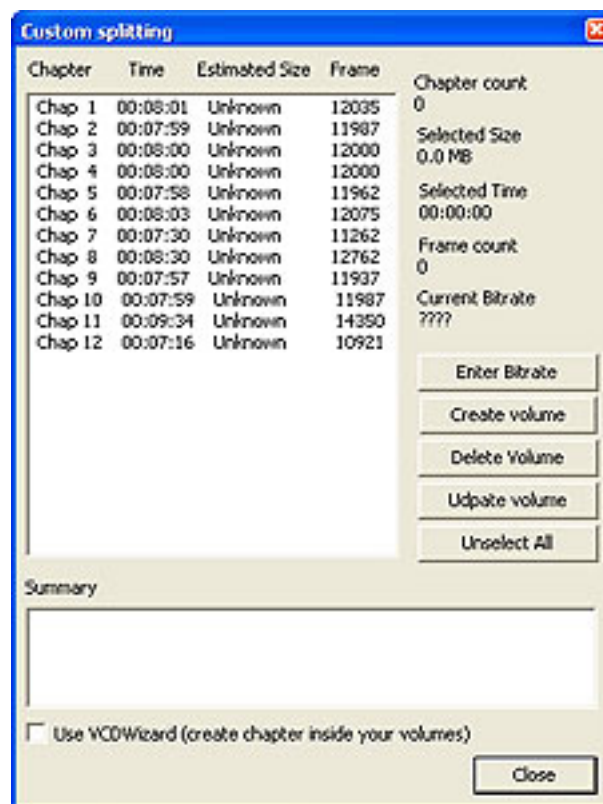 Custom splitting
Chapter Time Estimated Size Frame
Chap 1 00:08:01 Unknown 12035
Chap 2 00:07:59 Unknown 11987
Chap 3 00:08:00 Unknown 12000
Chap 4 00:08:00 Unknown 12000
Chap 5 00:07:58 Unknown 11962
Chap 6 00:08:03 Unknown 12075
Chap 7 00:07:30 Unknown 11262
Chap 8 00:08:30 Unknown 12762
Chap 9 00:07:57 Unknown 11937
Chap 10 00:07:59 Unknown 11987
Chap 11 00:09:34 Unknown 14350
Chap 12 00:07:16 Unknown 10921
Chapter count
0
Selected Size
0.0 MB
Selected Time
00:00:00
Frame count
0
Current Bitrate
????
Enter Bitrate
Create volume
Delete Volume
Udpate volume
Unselect All
Summary
Use VCDWizard (create chapter inside your volumes)
Close